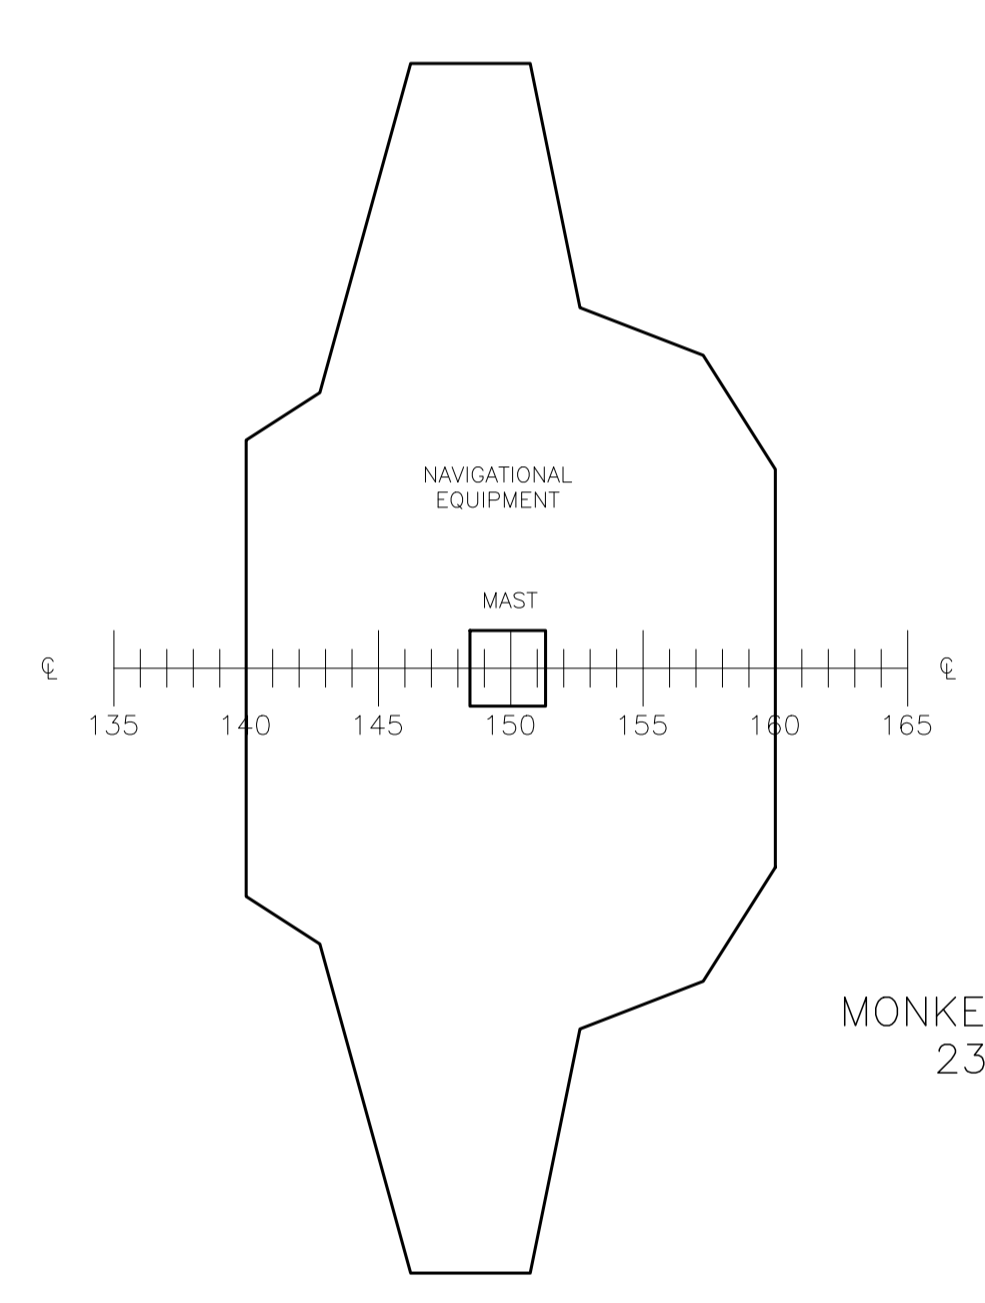 NAVIGATIONAL
EQUIPMENT
MAST
℄ ℄
135 140 145 150 155 160 165
MONKE
23